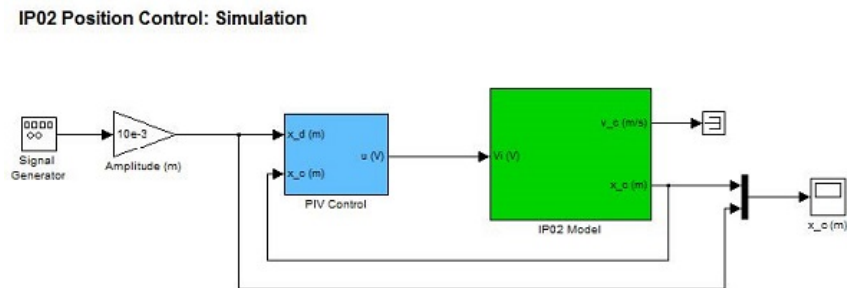 IP02 Position Control: Simulation
Signal
Generator
10e-3
Amplitude (m)
x_d (m)
x_c (m)
u (V)
PIV Control
Vi (V)
v_c (m/s)
x_c (m)
IP02 Model
x_c (m)